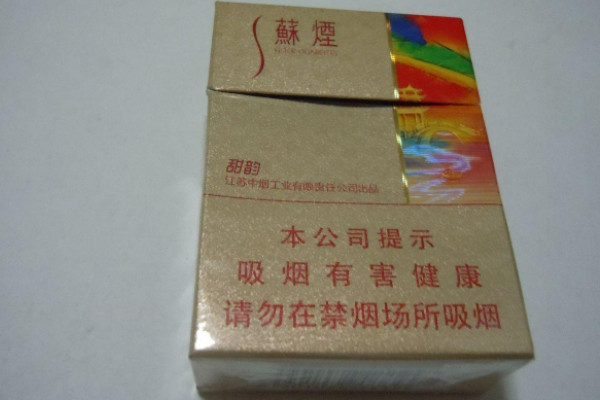 蘇煙
甜韵
江苏中烟工业有限责任公司出品
本公司提示
吸烟有害健康
请勿在禁烟场所吸烟